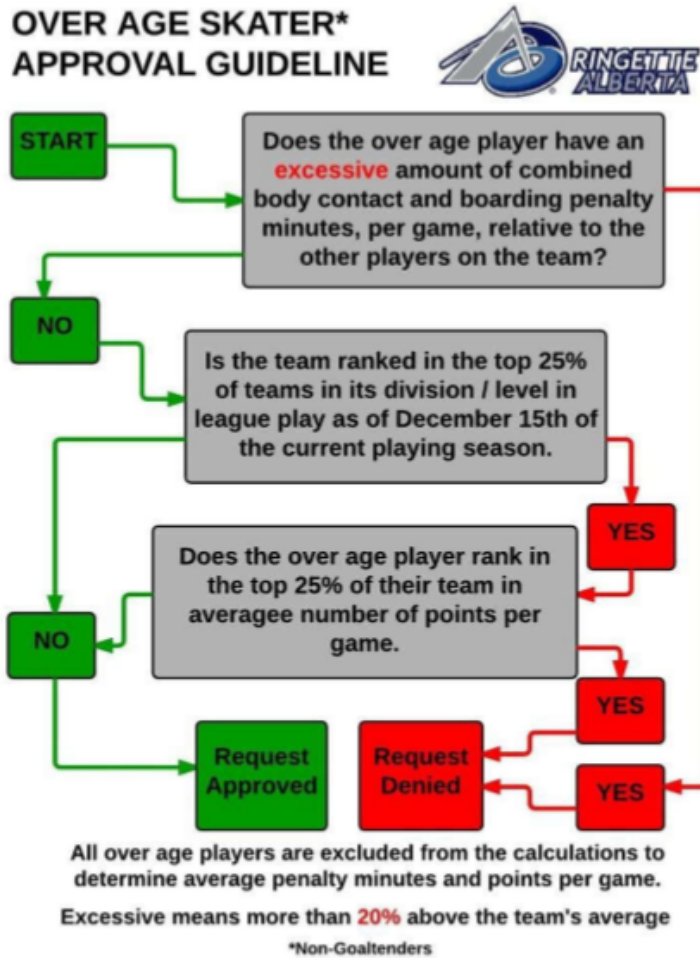 OVER AGE SKATER*
APPROVAL GUIDELINE
RINGETTE
ALBERTA
START
Does the over age player have an
excessive amount of combined
body contact and boarding penalty
minutes, per game, relative to the
other players on the team?
NO
Is the team ranked in the top 25%
of teams in its division / level in
league play as of December 15th of
the current playing season.
YES
Does the over age player rank in
the top 25% of their team in
averagee number of points per
game.
NO
YES
Request
Approved
Request
Denied
YES
All over age players are excluded from the calculations to
determine average penalty minutes and points per game.
Excessive means more than 20% above the team's average
*Non-Goaltenders